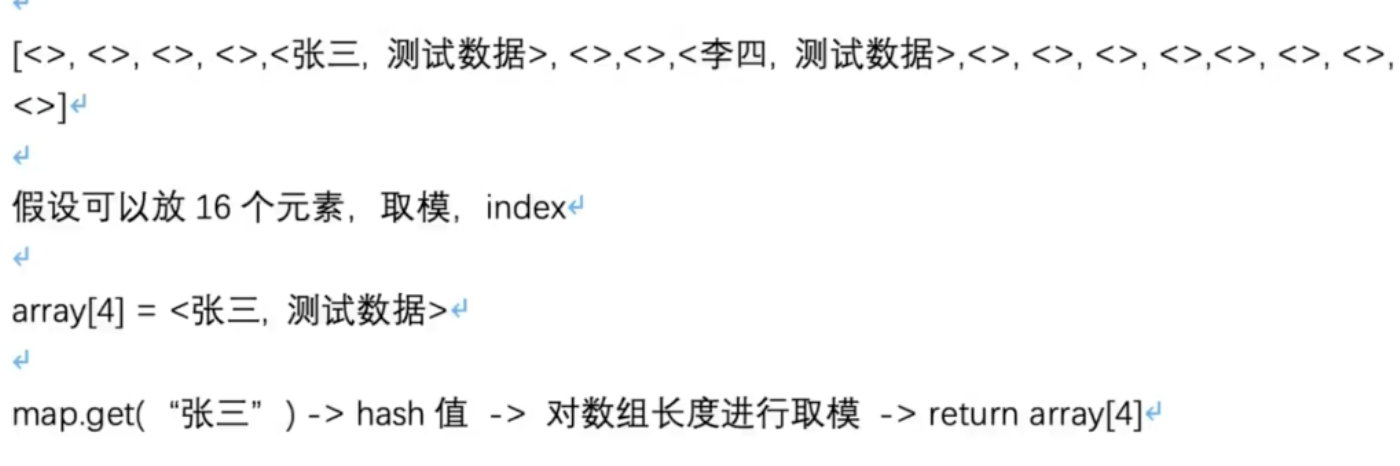 [<>, <>, <>, <>,<张三, 测试数据>, <>,<>,<李四, 测试数据>,<>, <>, <>, <>,<>, <>, <>,
<>]
假设可以放 16 个元素, 取模, index
array[4] = <张三, 测试数据>
map.get( “张三” ) -> hash 值 -> 对数组长度进行取模 -> return array[4]